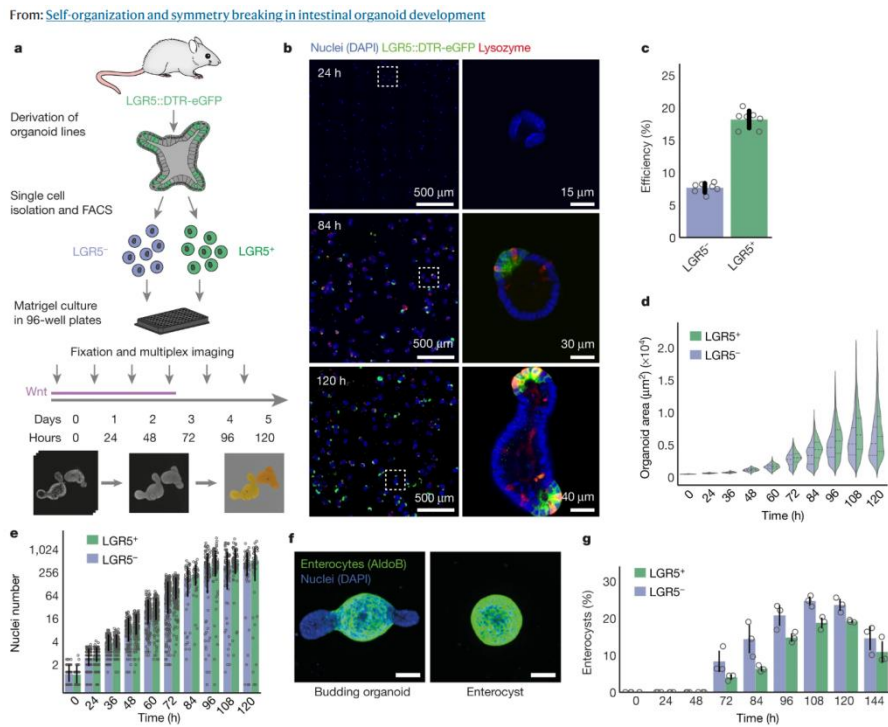 From: Self-organization and symmetry breaking in intestinal organoid development
a
LGR5::DTR-eGFP
Derivation of
organoid lines
Single cell
isolation and FACS
LGR5⁻
LGR5⁺
Matrigel culture
in 96-well plates
Fixation and multiplex imaging
Wnt
Days 0 1 2 3 4 5
Hours 0 24 48 72 96 120
b
Nuclei (DAPI) LGR5::DTR-eGFP Lysozyme
24 h
500 μm
15 μm
84 h
500 μm
30 μm
120 h
500 μm
40 μm
c
Efficiency (%)
25
20
15
10
5
0
LGR5⁻
LGR5⁺
d
LGR5⁺
LGR5⁻
Organoid area (μm²) (×10⁴)
2.0
1.5
1.0
0.5
0
0 24 36 48 60 72 84 96 108 120
Time (h)
e
LGR5⁺
LGR5⁻
Nuclei number
1,024
256
64
16
4
2
0 24 36 48 60 72 84 96 108 120
Time (h)
f
Enterocytes (AldoB)
Nuclei (DAPI)
Budding organoid
Enterocyst
g
LGR5⁺
LGR5⁻
Enterocysts (%)
30
20
10
0
0 24 48 72 84 96 108 120 144
Time (h)